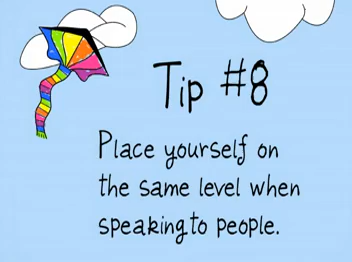 Tip #8
Place yourself on
the same level when
speaking to people.